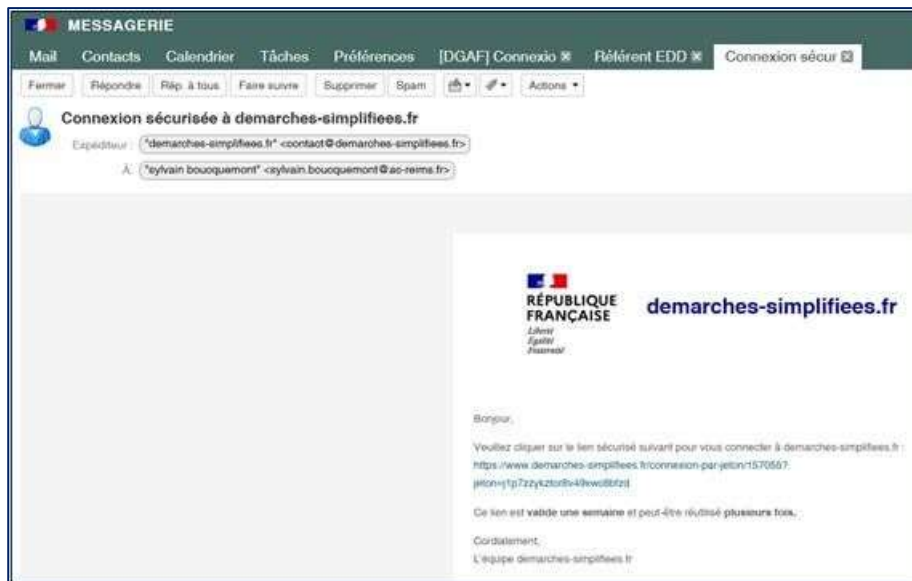 MESSAGERIE
Mail Contacts Calendrier Tâches Préférences [DGAF] Connexio Référent EDD Connexion sécur
Fermer Répondre Rép. à tous Faire suivre Supprimer Spam Actions
Connexion sécurisée à demarches-simplifiees.fr
Expéditeur : "demarches-simplifiees.fr" <contact@demarches-simplifiees.fr>
À : "sylvain boucquemont" <sylvain.boucquemont@ac-reims.fr>
RÉPUBLIQUE
FRANÇAISE
Liberté
Égalité
Fraternité
demarches-simplifiees.fr
Bonjour,
Veuillez cliquer sur le lien sécurisé suivant pour vous connecter à demarches-simplifiees.fr :
Ce lien est valide une semaine et peut-être réutilisé plusieurs fois.
Cordialement,
L'équipe demarches-simplifiees.fr